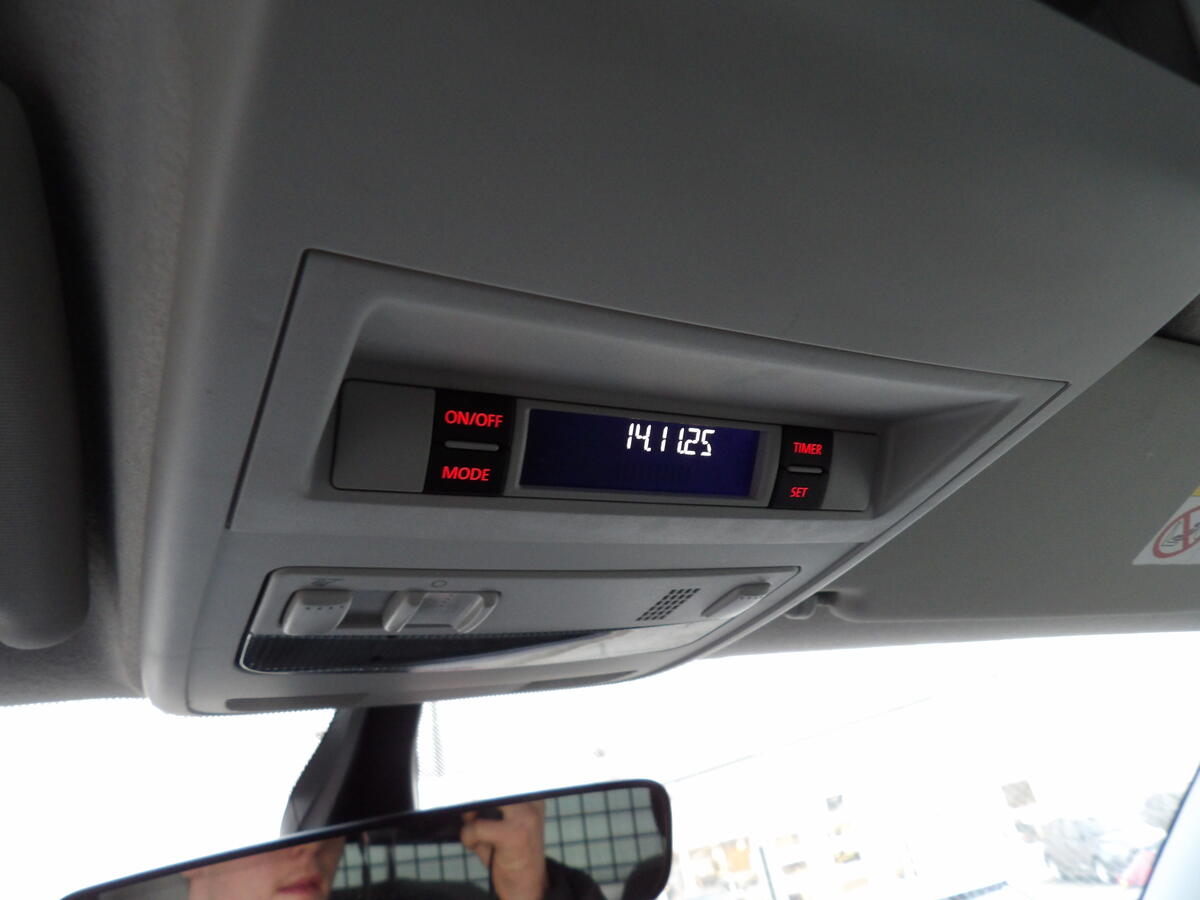 ON/OFF
MODE
14.11.25
TIMER
SET